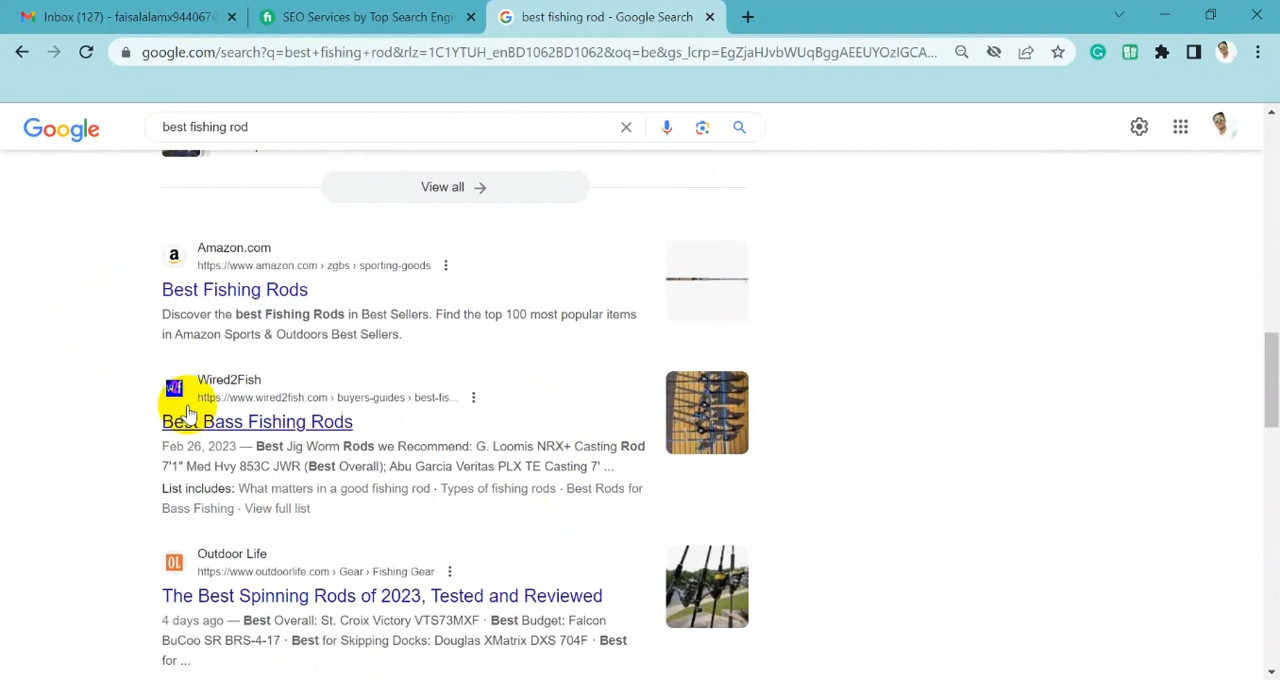 Inbox (127) - faisalalamx944067@
SEO Services by Top Search Engi
best fishing rod - Google Search
google.com/search?q=best+fishing+rod&rlz=1C1YTUH_enBD1062BD1062&oq=be&gs_lcrp=EgZjaHJvbWUqBggAEEUYOzIGCA...
Google
best fishing rod
View all
Amazon.com
https://www.amazon.com › zgbs › sporting-goods
Best Fishing Rods
Discover the best Fishing Rods in Best Sellers. Find the top 100 most popular items
in Amazon Sports & Outdoors Best Sellers.
Wired2Fish
https://www.wired2fish.com › buyers-guides › best-fis...
Best Bass Fishing Rods
Feb 26, 2023 — Best Jig Worm Rods we Recommend: G. Loomis NRX+ Casting Rod
7'1" Med Hvy 853C JWR (Best Overall); Abu Garcia Veritas PLX TE Casting 7' ...
List includes: What matters in a good fishing rod · Types of fishing rods · Best Rods for
Bass Fishing · View full list
OL
Outdoor Life
https://www.outdoorlife.com › Gear › Fishing Gear
The Best Spinning Rods of 2023, Tested and Reviewed
4 days ago — Best Overall: St. Croix Victory VTS73MXF · Best Budget: Falcon
BuCoo SR BRS-4-17 · Best for Skipping Docks: Douglas XMatrix DXS 704F · Best
for ...